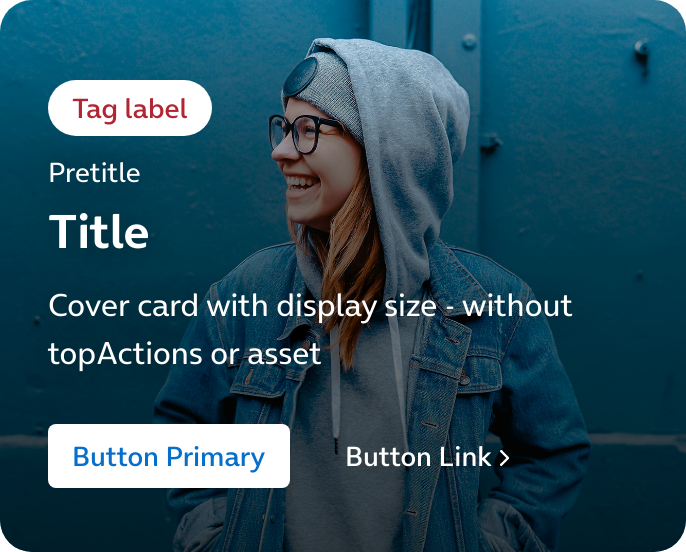 Tag label
Pretitle
Title
Cover card with display size - without
topActions or asset
Button Primary
Button Link